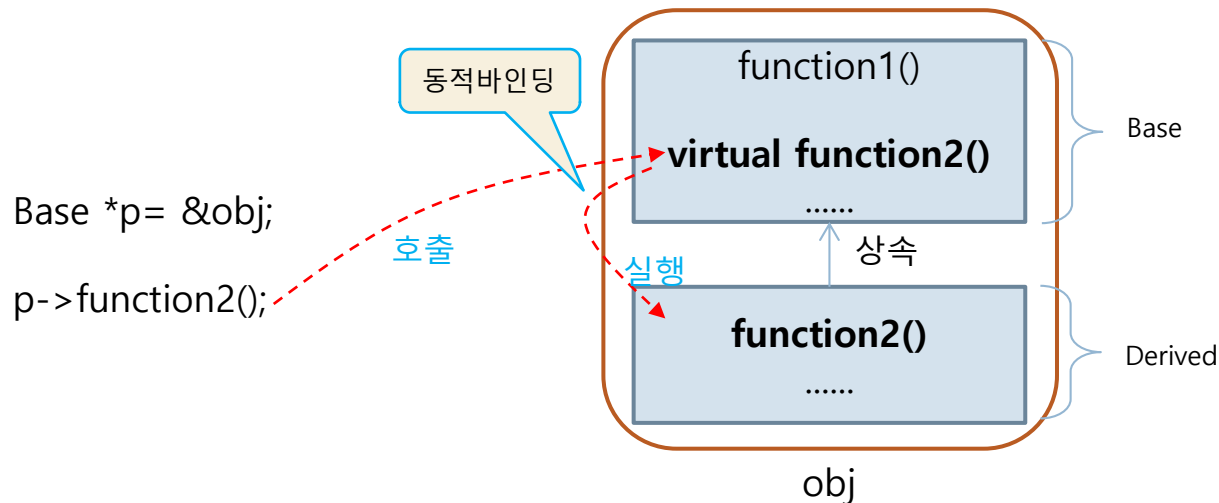 동적바인딩
function1()
virtual function2()
......
Base
Base *p= &obj;
호출
p->function2();
상속
실행
function2()
......
Derived
obj